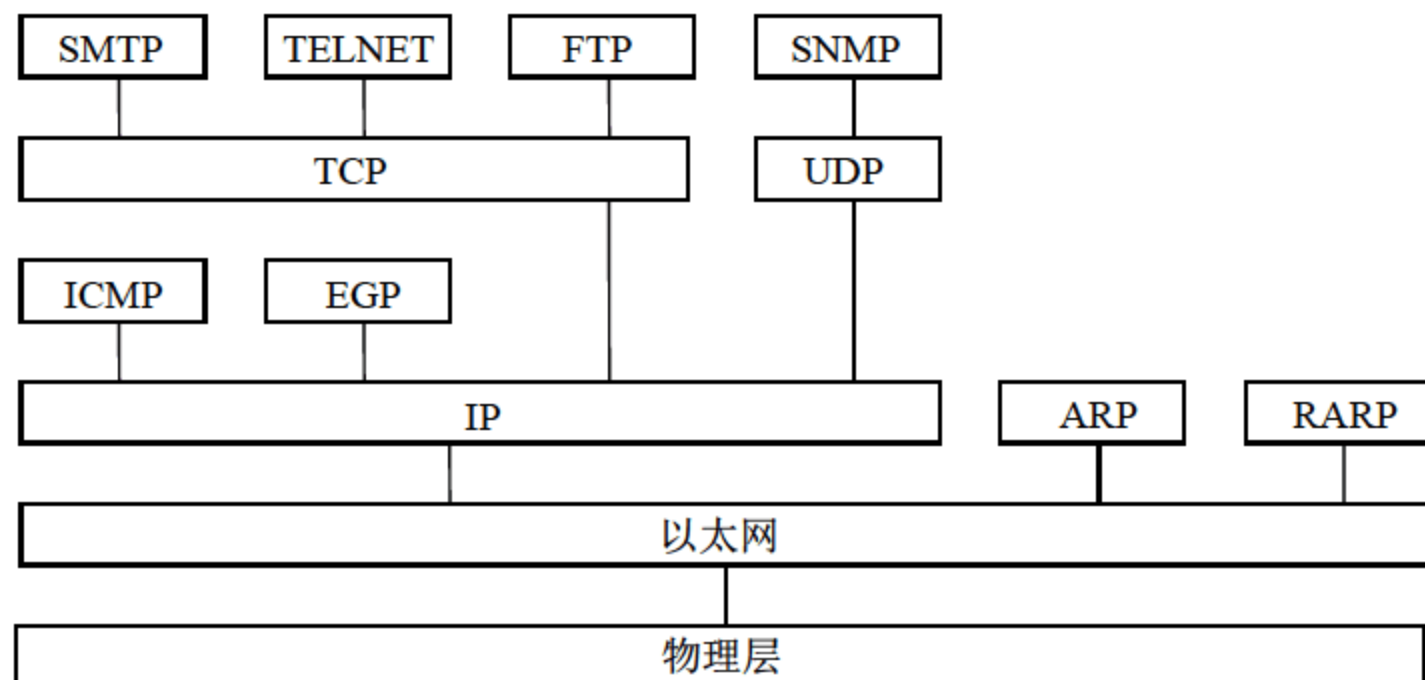 SMTP TELNET FTP SNMP
TCP UDP
ICMP EGP
IP ARP RARP
以太网
物理层